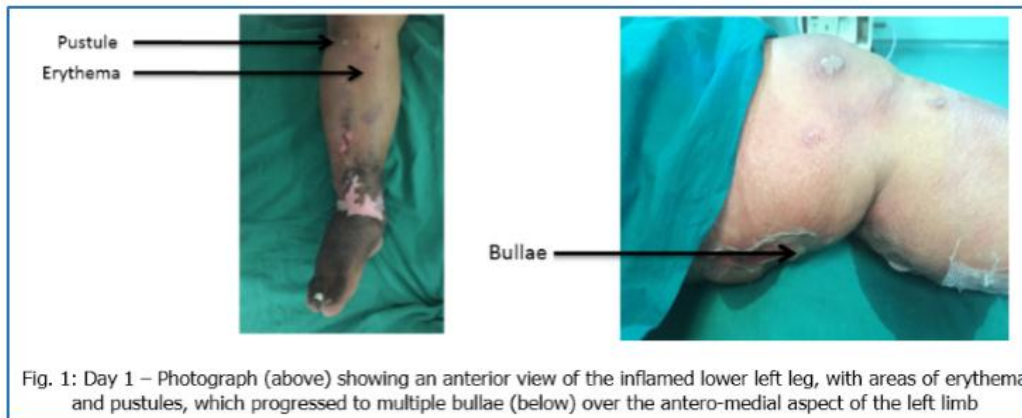 Pustule
Erythema
Bullae
Fig. 1: Day 1 – Photograph (above) showing an anterior view of the inflamed lower left leg, with areas of erythema
and pustules, which progressed to multiple bullae (below) over the antero-medial aspect of the left limb